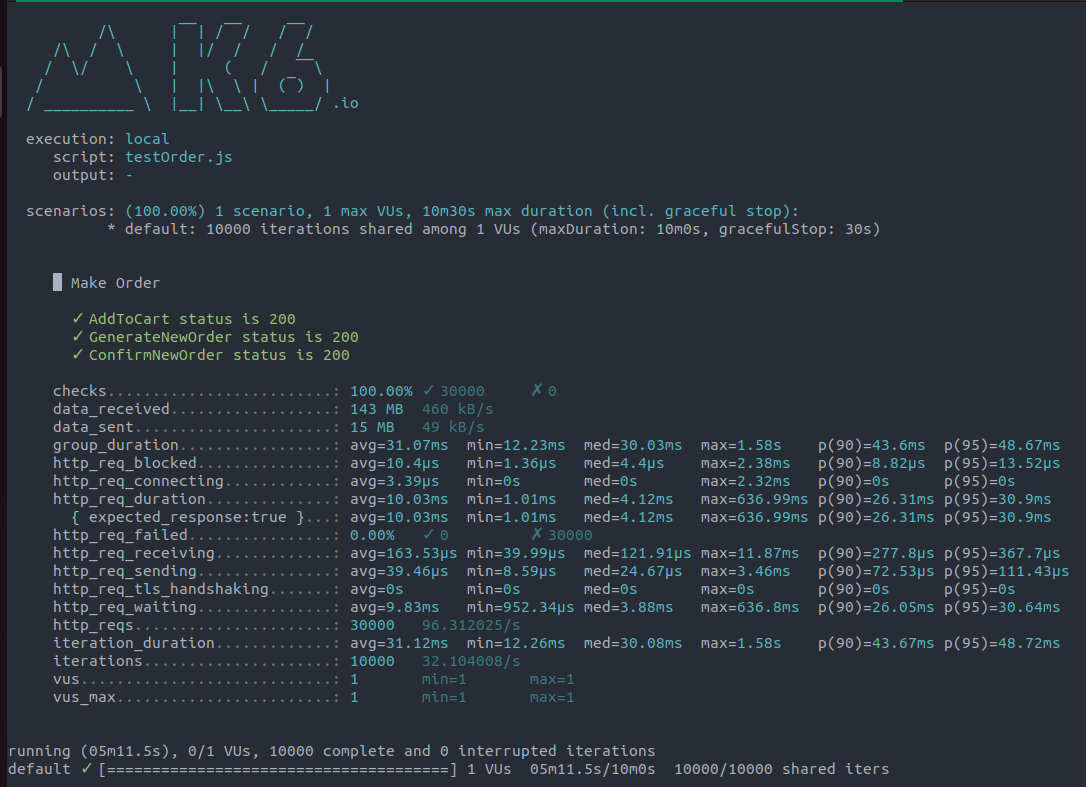 /\      |‾‾| /‾‾/   /‾‾/
/\  /  \     |  |/  /   /  /
/  \/    \    |     (   /   ‾‾\
/          \   |  |\  \ |  (‾)  |
/ __________ \  |__| \__\ \_____/ .io
execution: local
script: testOrder.js
output: -
scenarios: (100.00%) 1 scenario, 1 max VUs, 10m30s max duration (incl. graceful stop):
* default: 10000 iterations shared among 1 VUs (maxDuration: 10m0s, gracefulStop: 30s)
█ Make Order
✓ AddToCart status is 200
✓ GenerateNewOrder status is 200
✓ ConfirmNewOrder status is 200
checks.........................: 100.00% ✓ 30000     ✗ 0
data_received..................: 143 MB  460 kB/s
data_sent......................: 15 MB   49 kB/s
group_duration.................: avg=31.07ms  min=12.23ms  med=30.03ms  max=1.58s    p(90)=43.6ms  p(95)=48.67ms
http_req_blocked...............: avg=10.4µs   min=1.36µs   med=4.4µs    max=2.38ms   p(90)=8.82µs  p(95)=13.52µs
http_req_connecting............: avg=3.39µs   min=0s       med=0s       max=2.32ms   p(90)=0s      p(95)=0s
http_req_duration..............: avg=10.03ms  min=1.01ms   med=4.12ms   max=636.99ms p(90)=26.31ms p(95)=30.9ms
{ expected_response:true }...: avg=10.03ms  min=1.01ms   med=4.12ms   max=636.99ms p(90)=26.31ms p(95)=30.9ms
http_req_failed................: 0.00%   ✓ 0         ✗ 30000
http_req_receiving.............: avg=163.53µs min=39.99µs  med=121.91µs max=11.87ms  p(90)=277.8µs p(95)=367.7µs
http_req_sending...............: avg=39.46µs  min=8.59µs   med=24.67µs  max=3.46ms   p(90)=72.53µs p(95)=111.43µs
http_req_tls_handshaking.......: avg=0s       min=0s       med=0s       max=0s       p(90)=0s      p(95)=0s
http_req_waiting...............: avg=9.83ms   min=952.34µs med=3.88ms   max=636.8ms  p(90)=26.05ms p(95)=30.64ms
http_reqs......................: 30000   96.312025/s
iteration_duration.............: avg=31.12ms  min=12.26ms  med=30.08ms  max=1.58s    p(90)=43.67ms p(95)=48.72ms
iterations.....................: 10000   32.104008/s
vus............................: 1       min=1       max=1
vus_max........................: 1       min=1       max=1
running (05m11.5s), 0/1 VUs, 10000 complete and 0 interrupted iterations
default ✓ [======================================] 1 VUs  05m11.5s/10m0s  10000/10000 shared iters